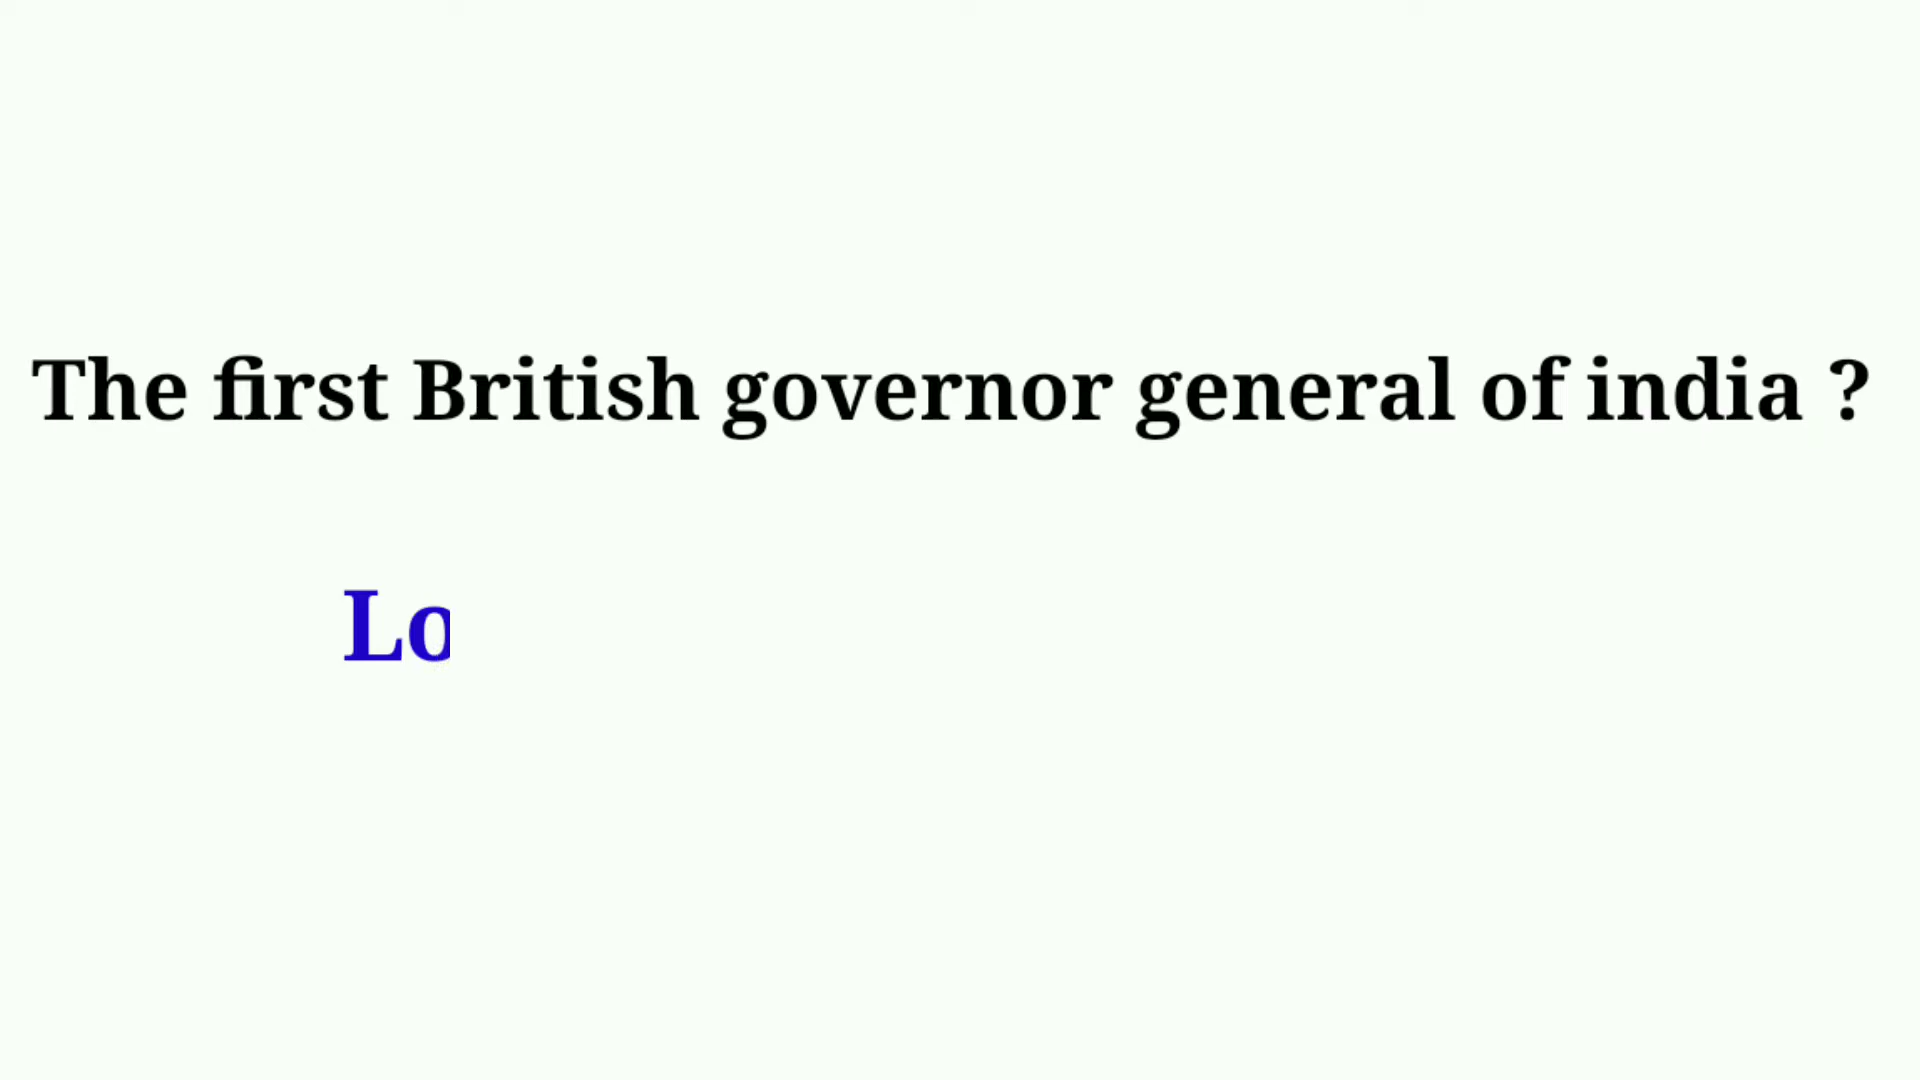 The first British governor general of india ?
Lo